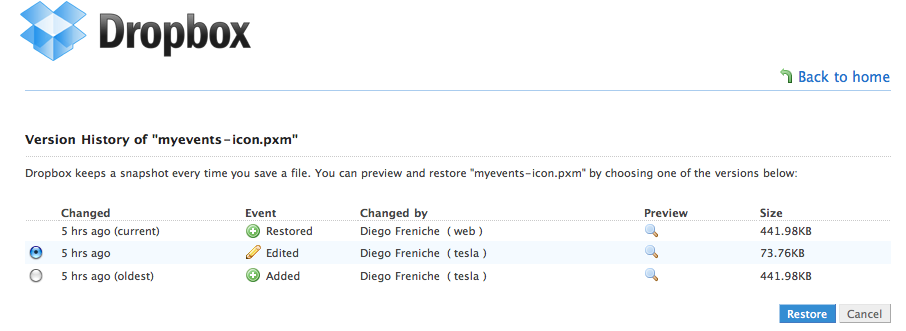 Dropbox
Back to home
Version History of "myevents-icon.pxm"
Dropbox keeps a snapshot every time you save a file. You can preview and restore "myevents-icon.pxm" by choosing one of the versions below:
Changed Event Changed by Preview Size
5 hrs ago (current) Restored Diego Freniche ( web ) 441.98KB
5 hrs ago Edited Diego Freniche ( tesla ) 73.76KB
5 hrs ago (oldest) Added Diego Freniche ( tesla ) 441.98KB
Restore Cancel